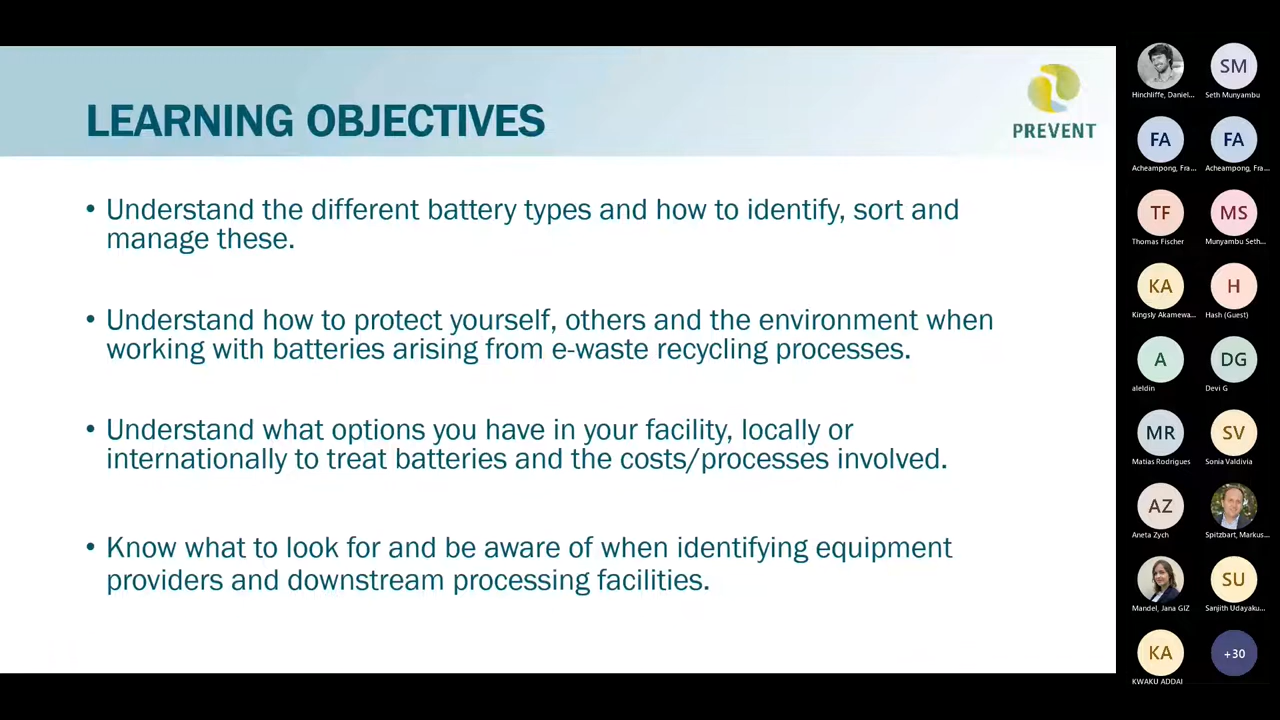 LEARNING OBJECTIVES
PREVENT
• Understand the different battery types and how to identify, sort and
manage these.
• Understand how to protect yourself, others and the environment when
working with batteries arising from e-waste recycling processes.
• Understand what options you have in your facility, locally or
internationally to treat batteries and the costs/processes involved.
• Know what to look for and be aware of when identifying equipment
providers and downstream processing facilities.
Hinchliffe, Daniel...
SM
Seth Munyambu
FA
Acheampong, Fra...
FA
Acheampong, Fra...
TF
Thomas Fischer
MS
Munyambu Seth...
KA
Kingsly Akamewa...
H
Hash (Guest)
A
aleldin
DG
Devi G
MR
Matias Rodrigues
SV
Sonia Valdivia
AZ
Aneta Zych
Spitzbart, Markus...
Mandel, Jana GIZ
SU
Sanjith Udayaku...
KA
KWAKU ADDAI
+30